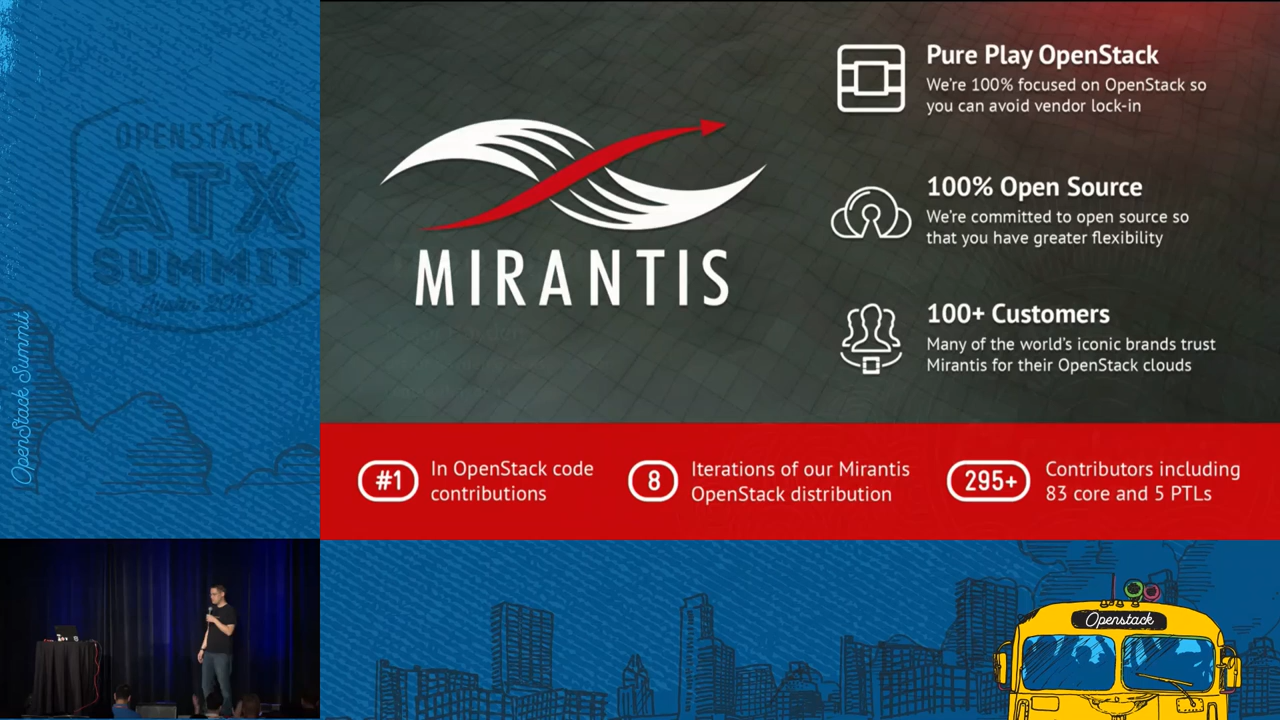 OPENSTACK
ATX
SUMMIT
OpenStack Summit
MIRANTIS
Pure Play OpenStack
We're 100% focused on OpenStack so
you can avoid vendor lock-in
100% Open Source
We're committed to open source so
that you have greater flexibility
100+ Customers
Many of the world's iconic brands trust
Mirantis for their OpenStack clouds
#1
In OpenStack code
contributions
8
Iterations of our Mirantis
OpenStack distribution
295+
Contributors including
83 core and 5 PTLs
Openstack